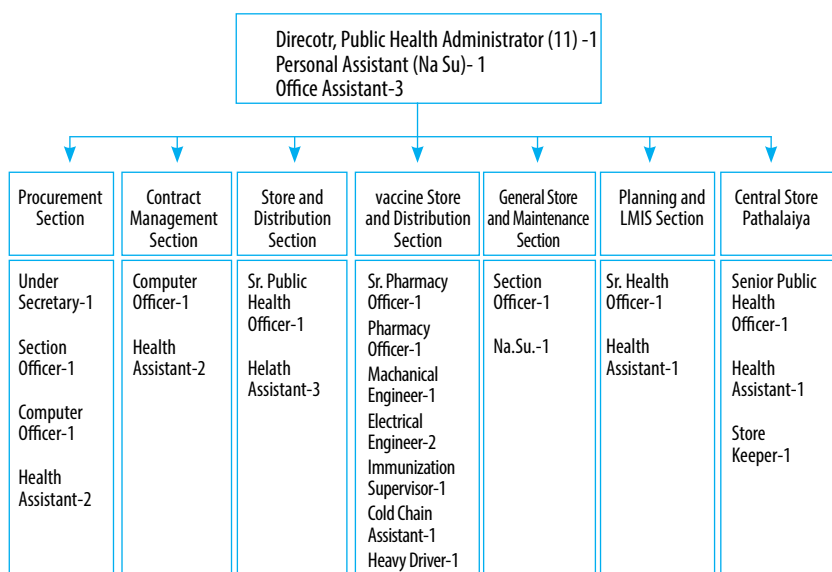 Direcotr, Public Health Administrator (11) -1
Personal Assistant (Na Su)- 1
Office Assistant-3
Procurement
Section
Under
Secretary-1
Section
Officer-1
Computer
Officer-1
Health
Assistant-2
Contract
Management
Section
Computer
Officer-1
Health
Assistant-2
Store and
Distribution
Section
Sr. Public
Health
Officer-1
Helath
Assistant-3
vaccine Store
and Distribution
Section
Sr. Pharmacy
Officer-1
Pharmacy
Officer-1
Machanical
Engineer-1
Electrical
Engineer-2
Immunization
Supervisor-1
Cold Chain
Assistant-1
Heavy Driver-1
General Store
and Maintenance
Section
Section
Officer-1
Na.Su.-1
Planning and
LMIS Section
Sr. Health
Officer-1
Health
Assistant-1
Central Store
Pathalaiya
Senior Public
Health
Officer-1
Health
Assistant-1
Store
Keeper-1